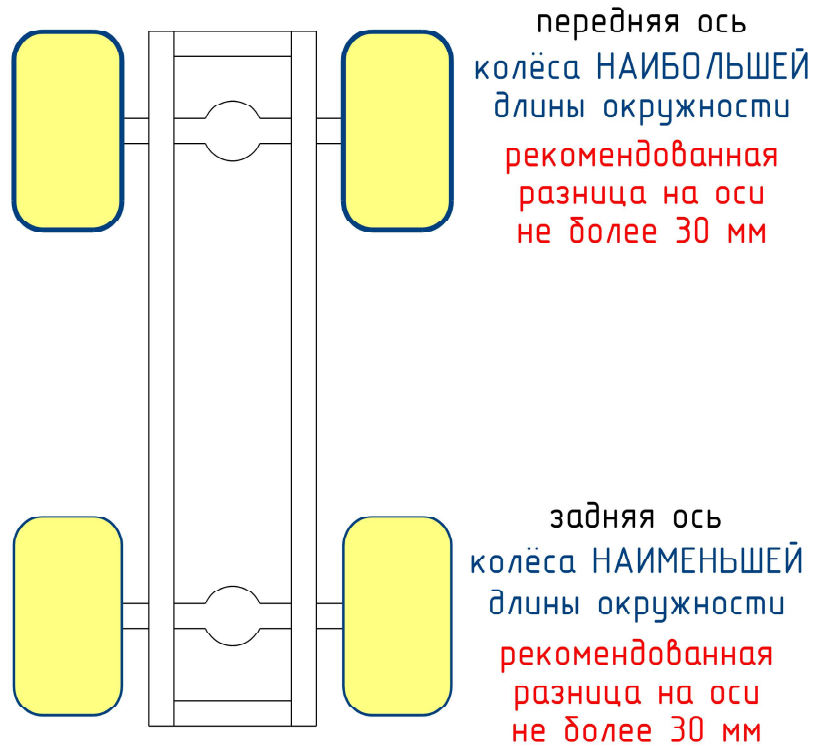 передняя ось
колёса НАИБОЛЬШЕЙ
длины окружности
рекомендованная
разница на оси
не более 30 мм
задняя ось
колёса НАИМЕНЬШЕЙ
длины окружности
рекомендованная
разница на оси
не более 30 мм